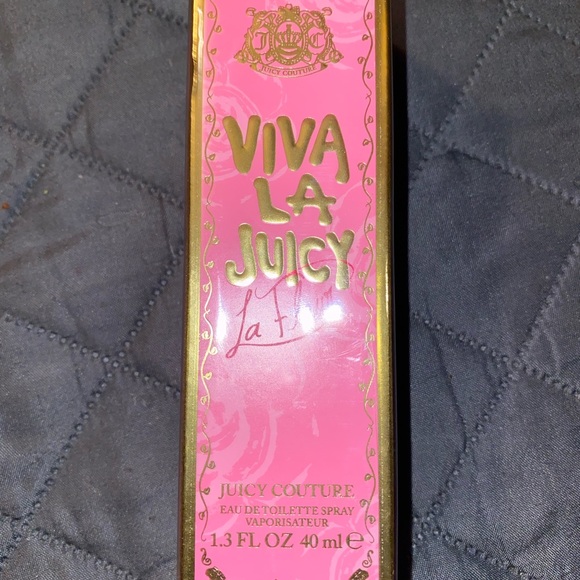 J C
JUICY COUTURE
VIVA
LA
JUICY
La Fleur
JUICY COUTURE
EAU DE TOILETTE SPRAY
VAPORISATEUR
1.3 FL OZ 40 ml ℮